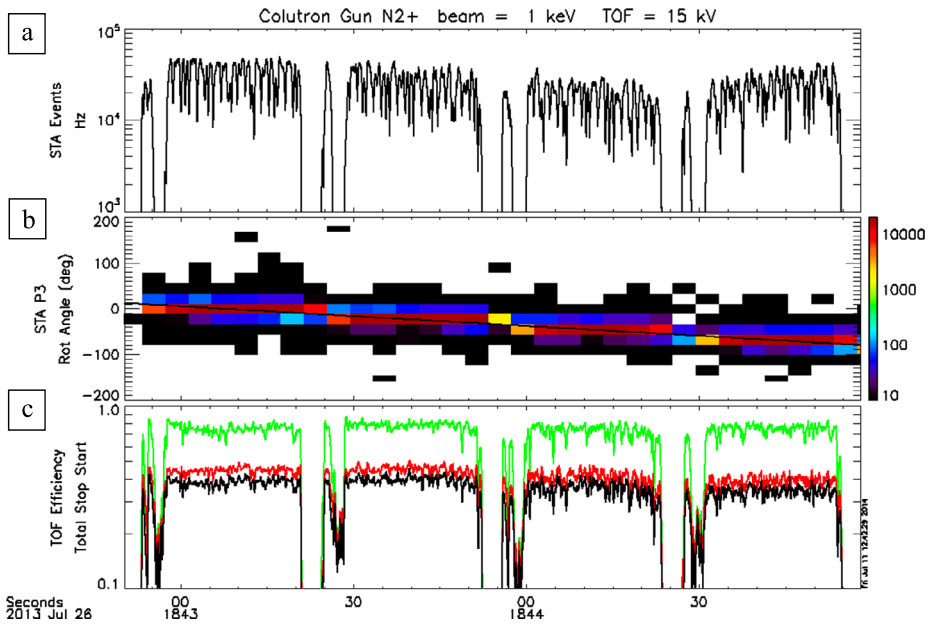 Colutron Gun N2+ beam = 1 keV TOF = 15 kV
a
10⁵
10⁴
10³
STA Events
Hz
b
200
100
0
-100
-200
STA P3
Rot Angle (deg)
10000
1000
100
10
c
1.0
0.1
TOF Efficiency
Total Stop Start
Seconds
00 30 00 30
2013 Jul 26 1843 1844